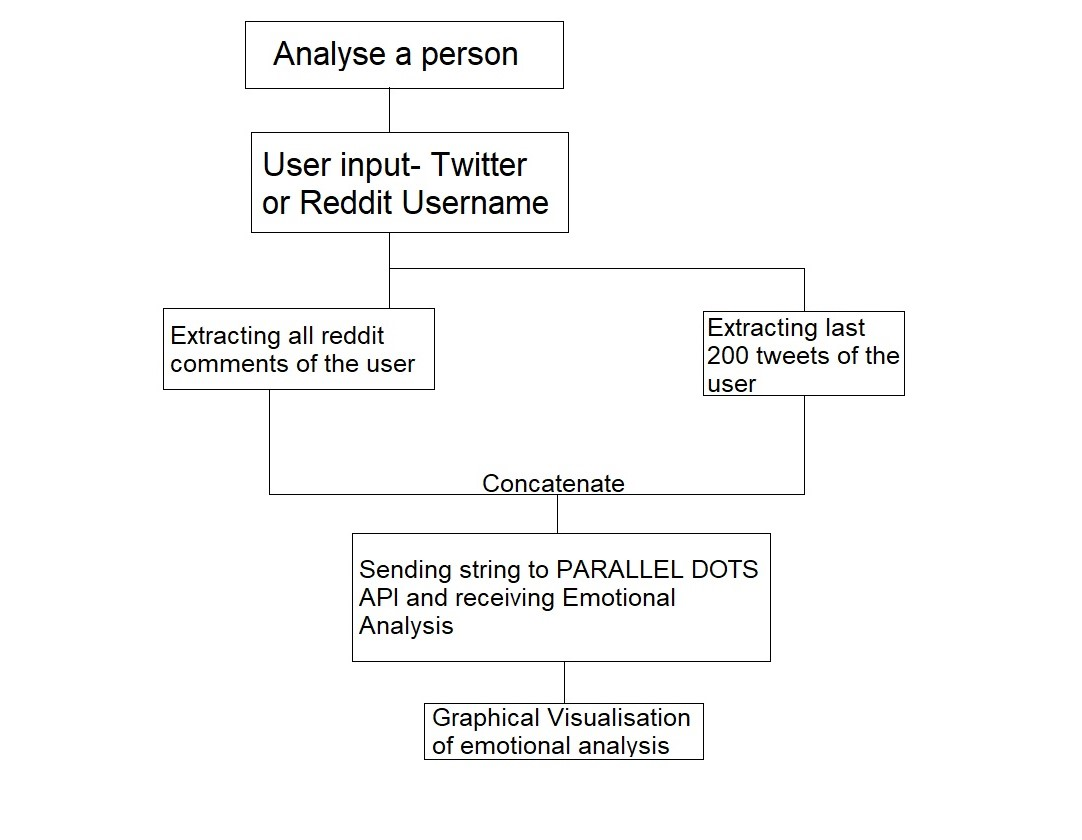 Analyse a person
User input- Twitter
or Reddit Username
Extracting all reddit
comments of the user
Extracting last
200 tweets of the
user
Concatenate
Sending string to PARALLEL DOTS
API and receiving Emotional
Analysis
Graphical Visualisation
of emotional analysis